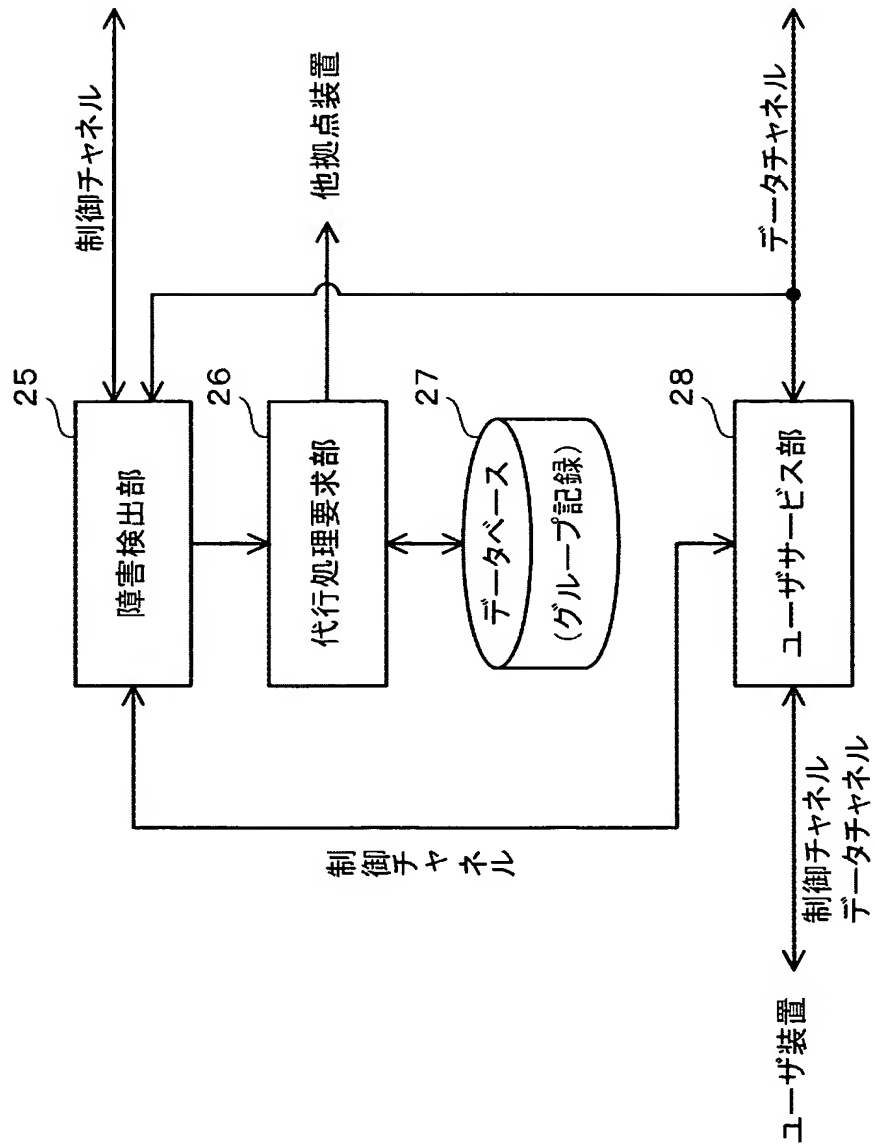 制御チャネル
25
障害検出部
他拠点装置
26
代行処理要求部
27
データベース
(グループ記録)
制御チャネル
データチャネル
28
ユーザサービス部
制御チャネル
データチャネル
ユーザ装置